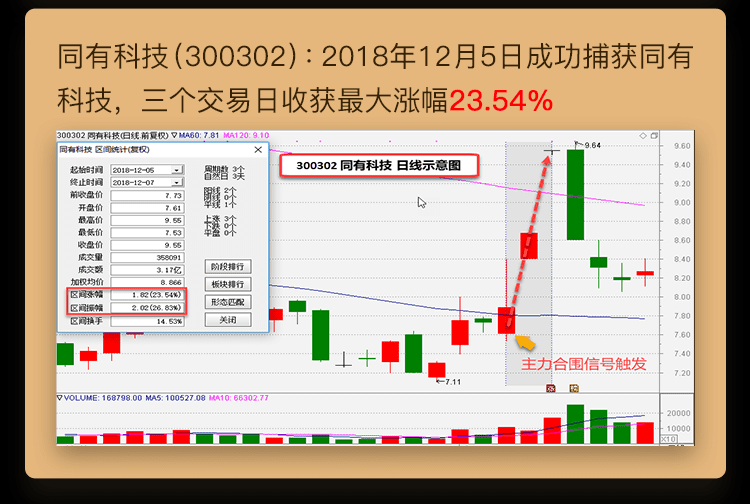 同有科技(300302)：2018年12月5日成功捕获同有
科技，三个交易日收获最大涨幅23.54%
300302 同有科技(日线.前复权) ▽ MA60: 7.81 MA120: 9.10
同有科技 区间统计(复权)
起始时间 2018-12-05 周期数 3个
终止时间 2018-12-07 自然日 3天
前收盘价 7.73 阳线 2个
开盘价 7.61 阴线 0个
平线 1个
最高价 9.55 上涨 3个
最低价 7.53 下跌 0个
收盘价 9.55 平盘 0个
成交量 358091
成交额 3.17亿 阶段排行
加权均价 8.866 板块排行
区间涨幅 1.82(23.54%)
区间振幅 2.02(26.83%) 形态匹配
区间换手 14.53% 关闭
300302 同有科技 日线示意图
9.64
9.60
9.40
9.20
9.00
8.80
8.60
8.40
8.20
8.00
7.80
7.60
7.40
7.20
7.11
主力合围信号触发
▽ VOLUME: 168798.00 MA5: 100527.08 MA10: 66302.77
20000
10000
X10